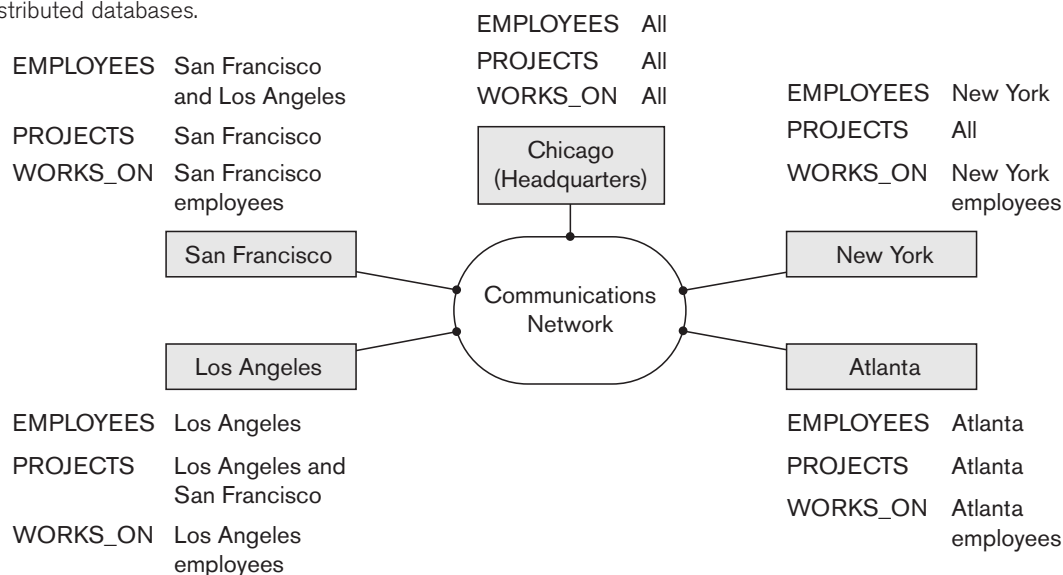 distributed databases.
EMPLOYEES All
PROJECTS All
WORKS_ON All
EMPLOYEES San Francisco
and Los Angeles
PROJECTS San Francisco
WORKS_ON San Francisco
employees
EMPLOYEES New York
PROJECTS All
WORKS_ON New York
employees
Chicago
(Headquarters)
San Francisco
New York
Communications
Network
Los Angeles
Atlanta
EMPLOYEES Los Angeles
PROJECTS Los Angeles and
San Francisco
WORKS_ON Los Angeles
employees
EMPLOYEES Atlanta
PROJECTS Atlanta
WORKS_ON Atlanta
employees